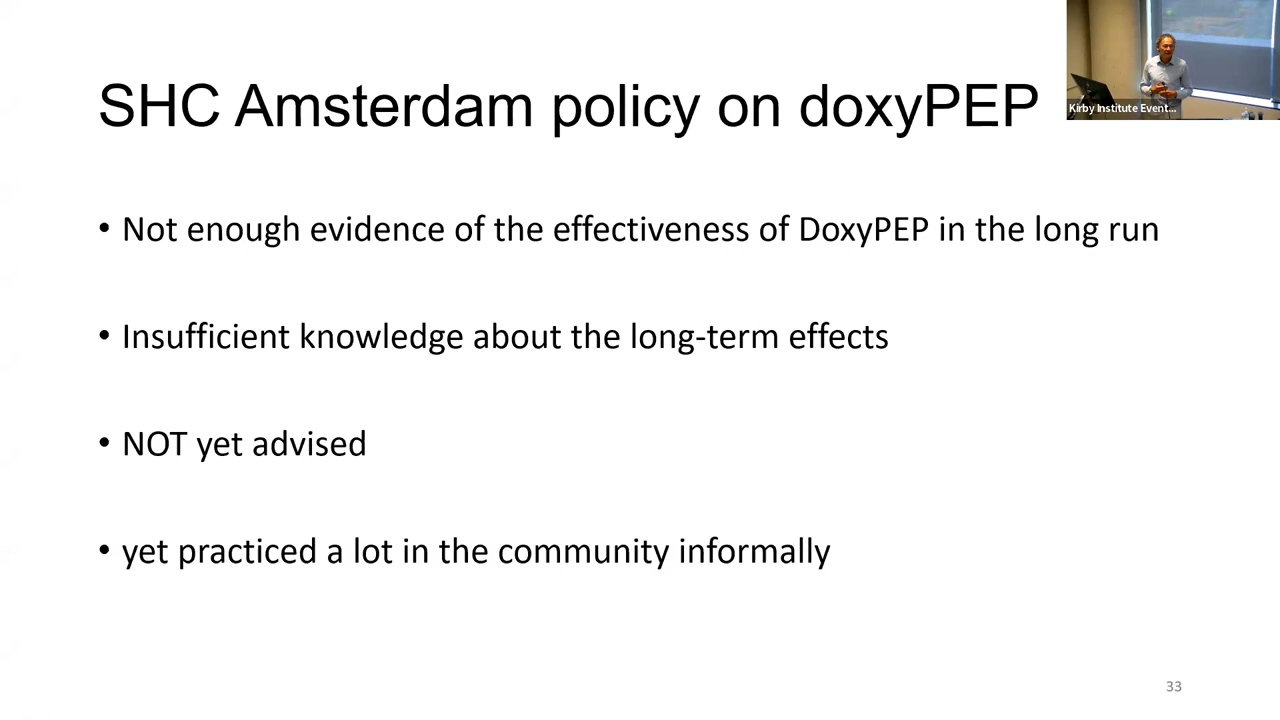 SHC Amsterdam policy on doxyPEP
Kirby Institute Event...
• Not enough evidence of the effectiveness of DoxyPEP in the long run
• Insufficient knowledge about the long-term effects
• NOT yet advised
• yet practiced a lot in the community informally
33